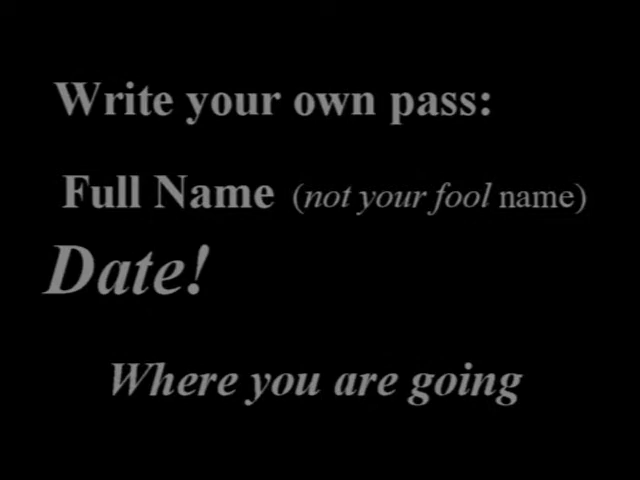 Write your own pass:
Full Name (not your fool name)
Date!
Where you are going